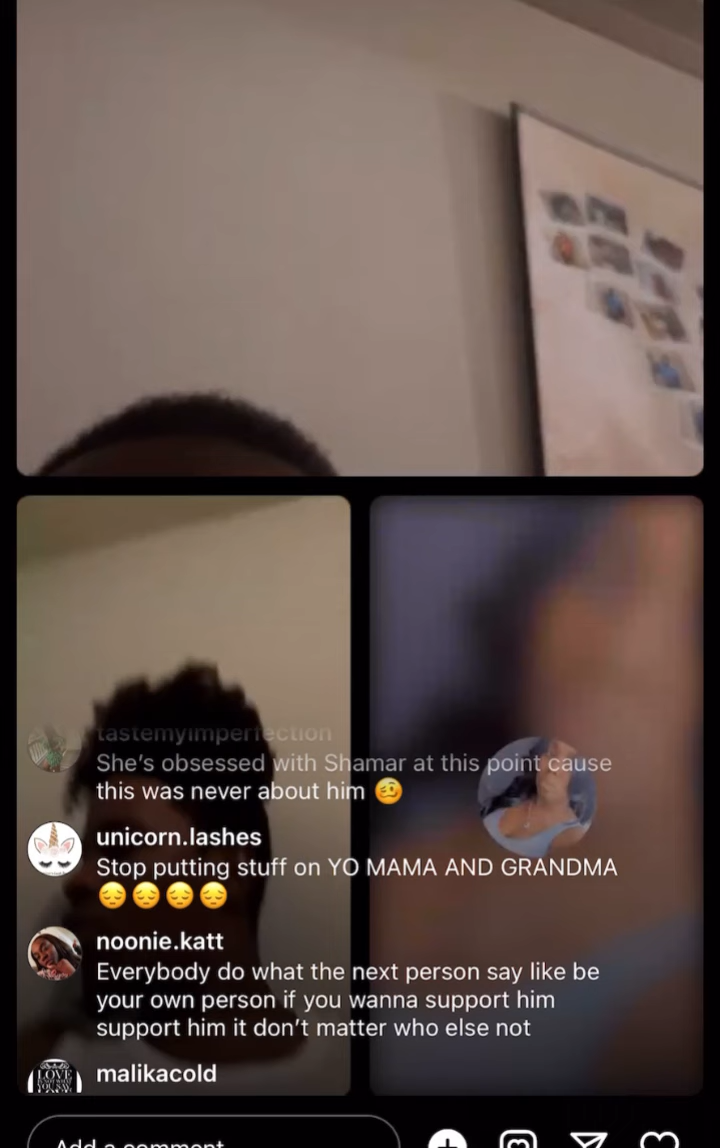 tastemyimperfection
She's obsessed with Shamar at this point cause
this was never about him 🥴
unicorn.lashes
Stop putting stuff on YO MAMA AND GRANDMA
😔😔😔😔
noonie.katt
Everybody do what the next person say like be
your own person if you wanna support him
support him it don't matter who else not
malikacold
LOVE
Add a comment